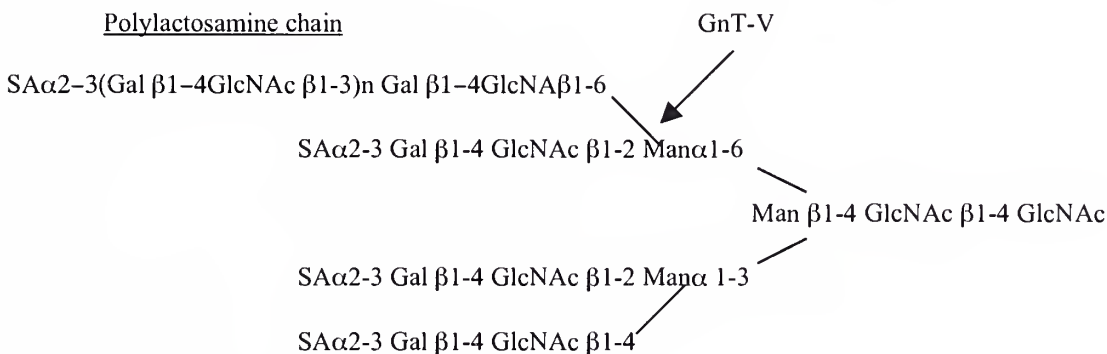 Polylactosamine chain GnT-V
SAα2–3(Gal β1–4GlcNAc β1-3)n Gal β1–4GlcNAβ1-6
SAα2-3 Gal β1-4 GlcNAc β1-2 Manα1-6
Man β1-4 GlcNAc β1-4 GlcNAc
SAα2-3 Gal β1-4 GlcNAc β1-2 Manα 1-3
SAα2-3 Gal β1-4 GlcNAc β1-4